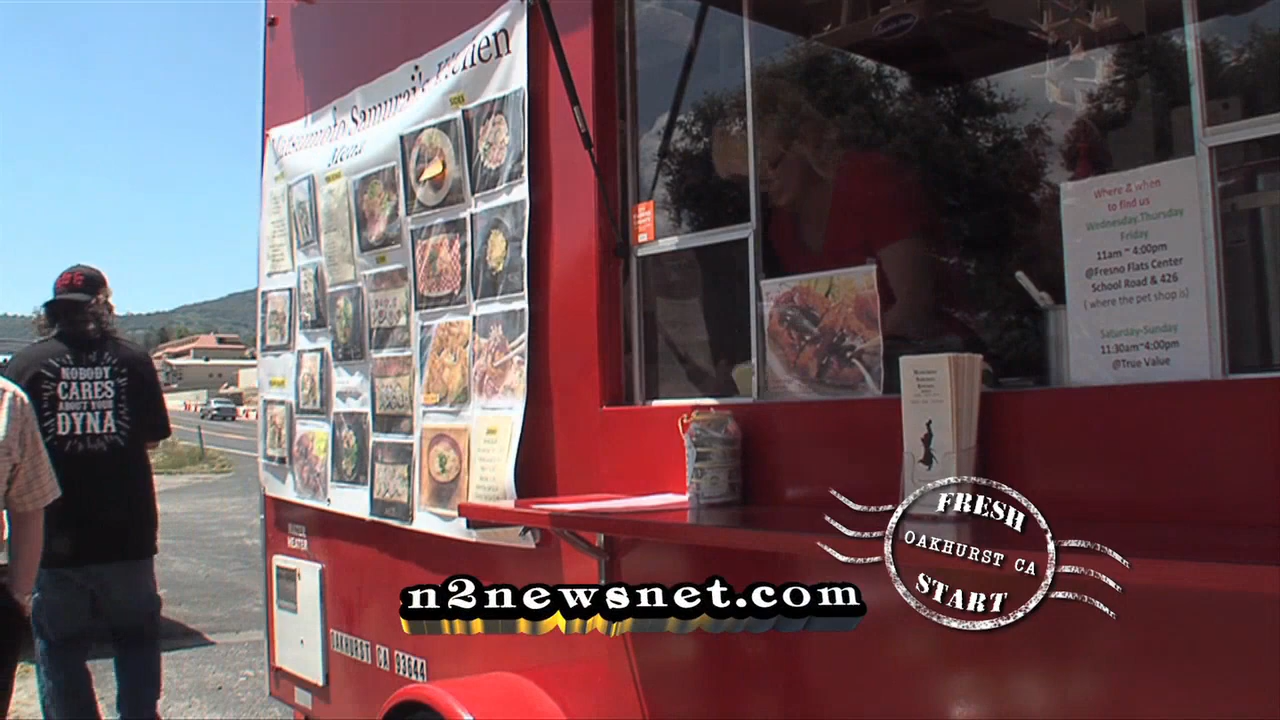 Matsumoto Samurai's Kitchen
Menu
SIDES
NOBODY
CARES
ABOUT YOUR
DYNA
Where & when
to find us
Wednesday.Thursday
Friday
11am ~ 4:00pm
@Fresno Flats Center
School Road & 426
( where the pet shop is)
Saturday-Sunday
11:30am~4:00pm
@True Value
WATER
HEATER
OAKHURST CA 93644
n2newsnet.com
FRESH
OAKHURST CA
START